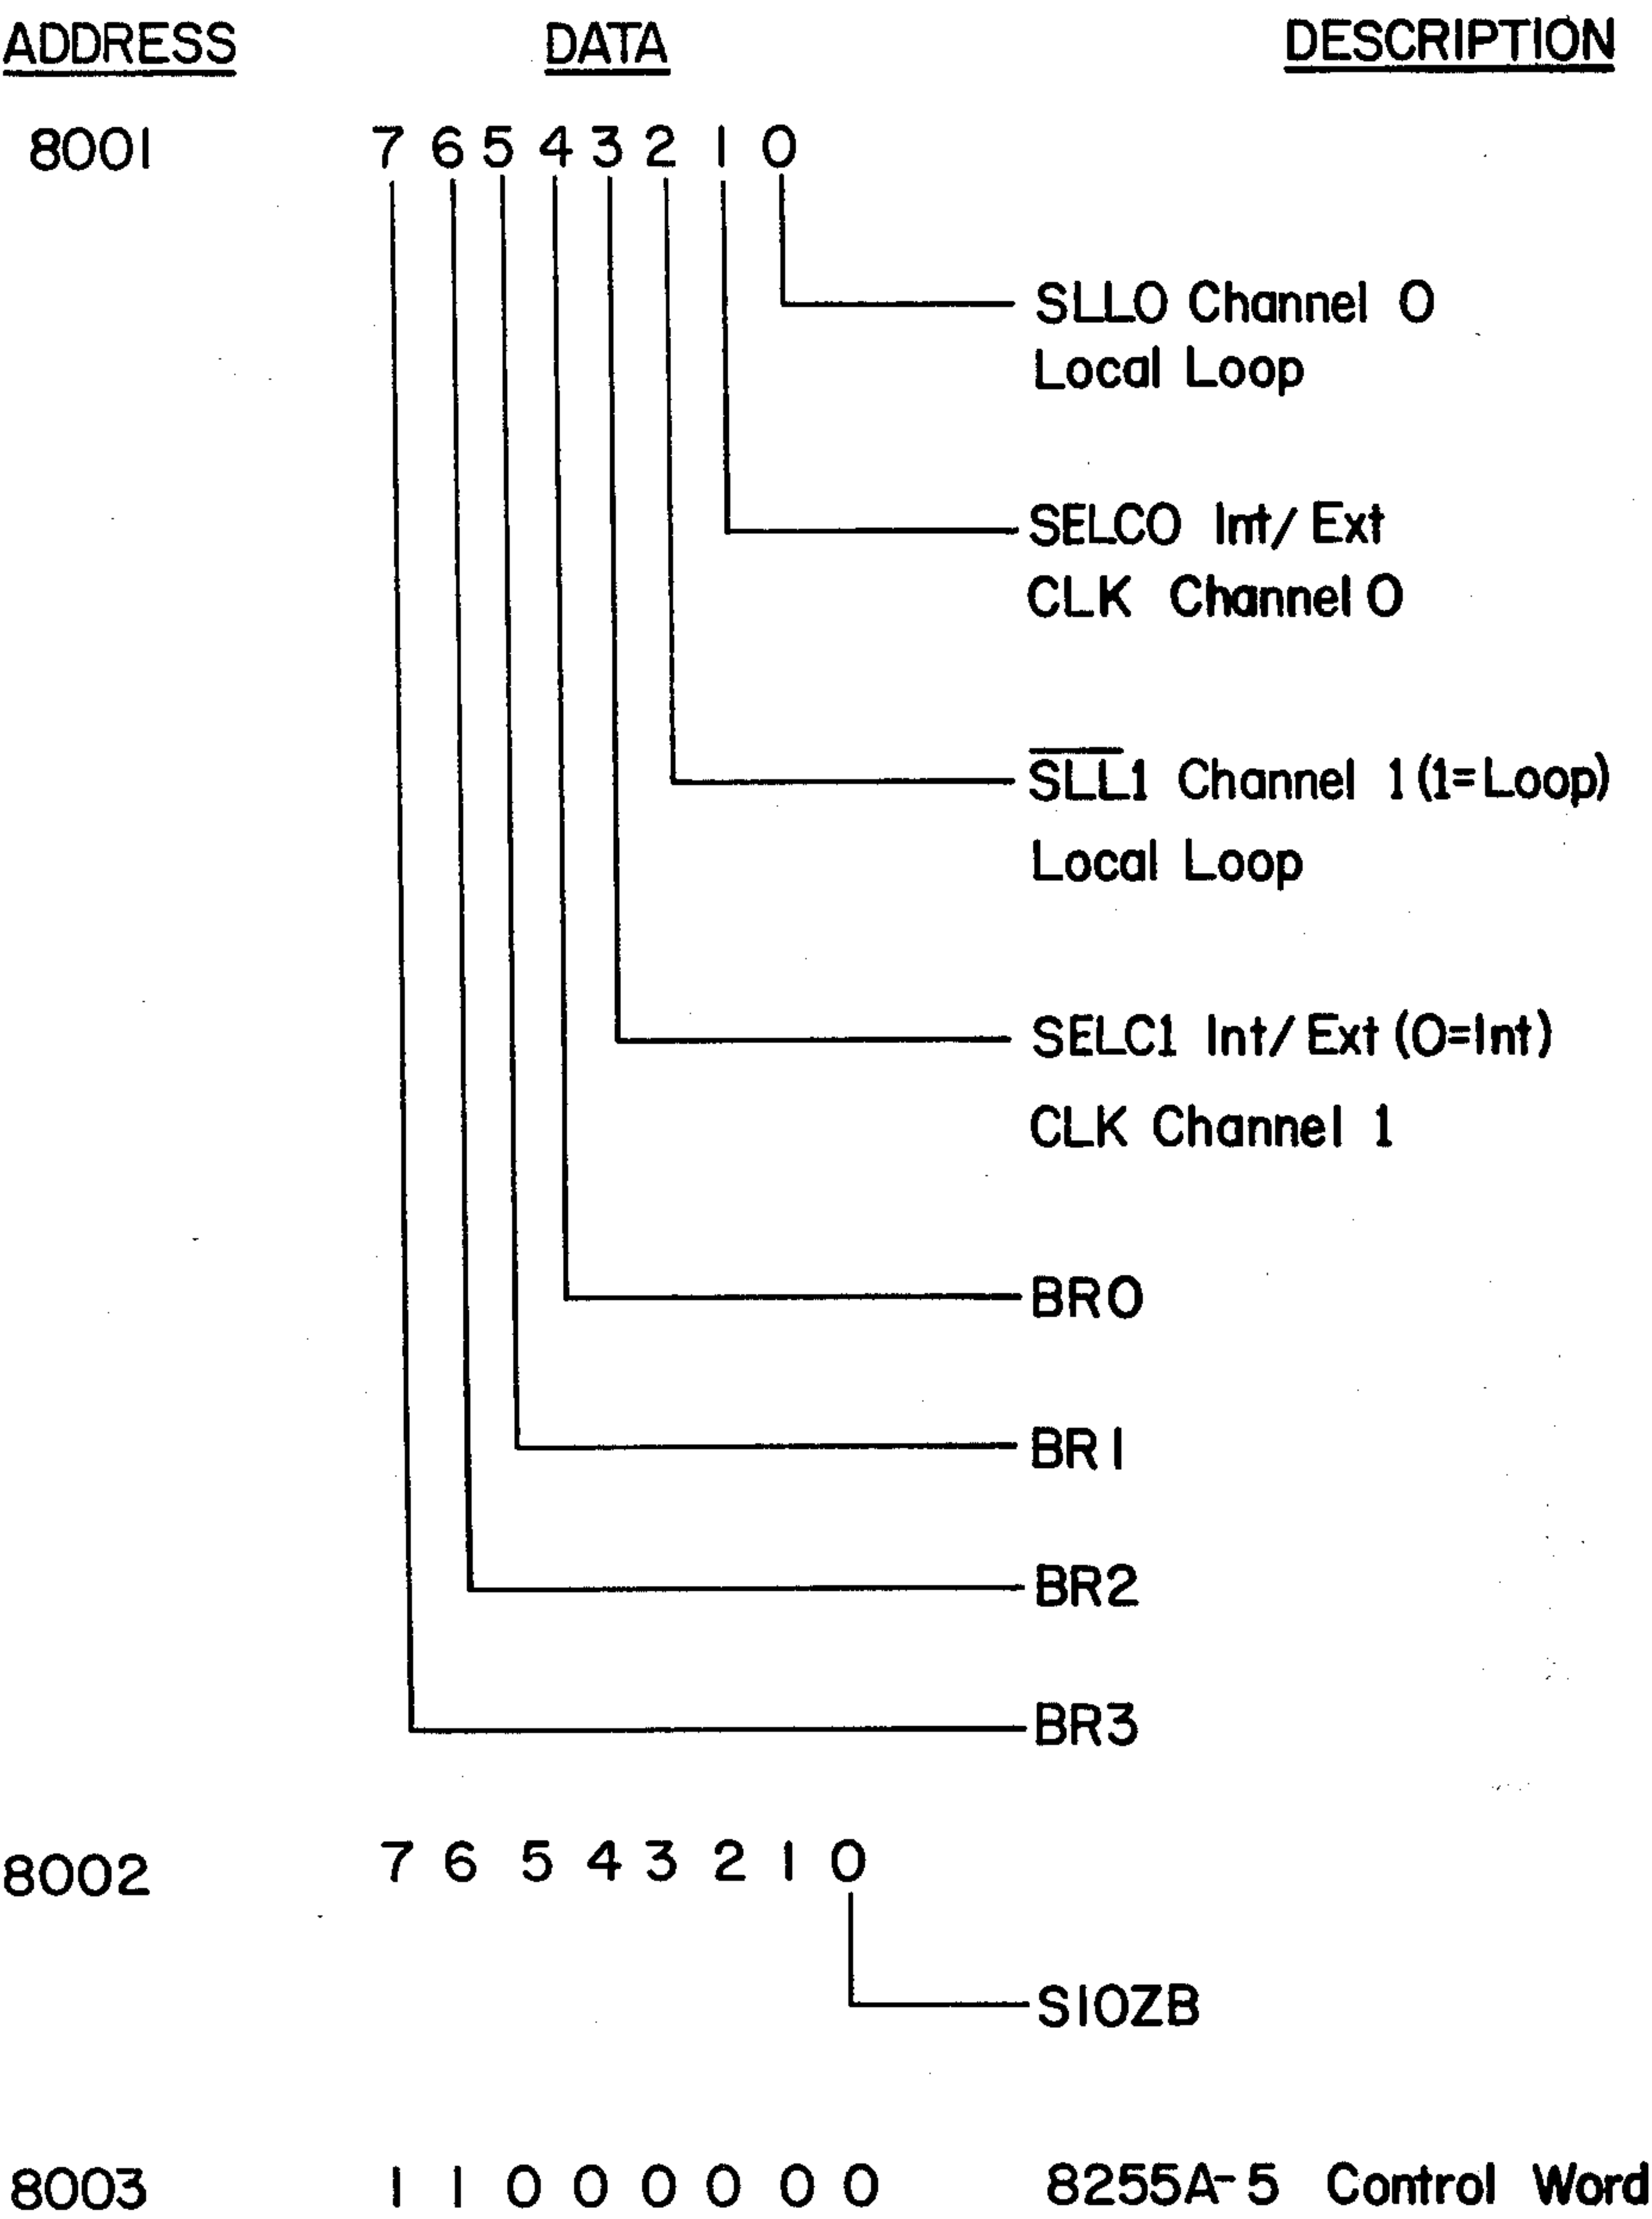 ADDRESS DATA DESCRIPTION
8001 7 6 5 4 3 2 1 0
SLL0 Channel 0
Local Loop
SELC0 Int/Ext
CLK Channel 0
S̅L̅L̅1 Channel 1 (1=Loop)
Local Loop
SELC1 Int/Ext (0=Int)
CLK Channel 1
BR0
BR1
BR2
BR3
8002 7 6 5 4 3 2 1 0
SIOZB
8003 1 1 0 0 0 0 0 0 8255A-5 Control Word